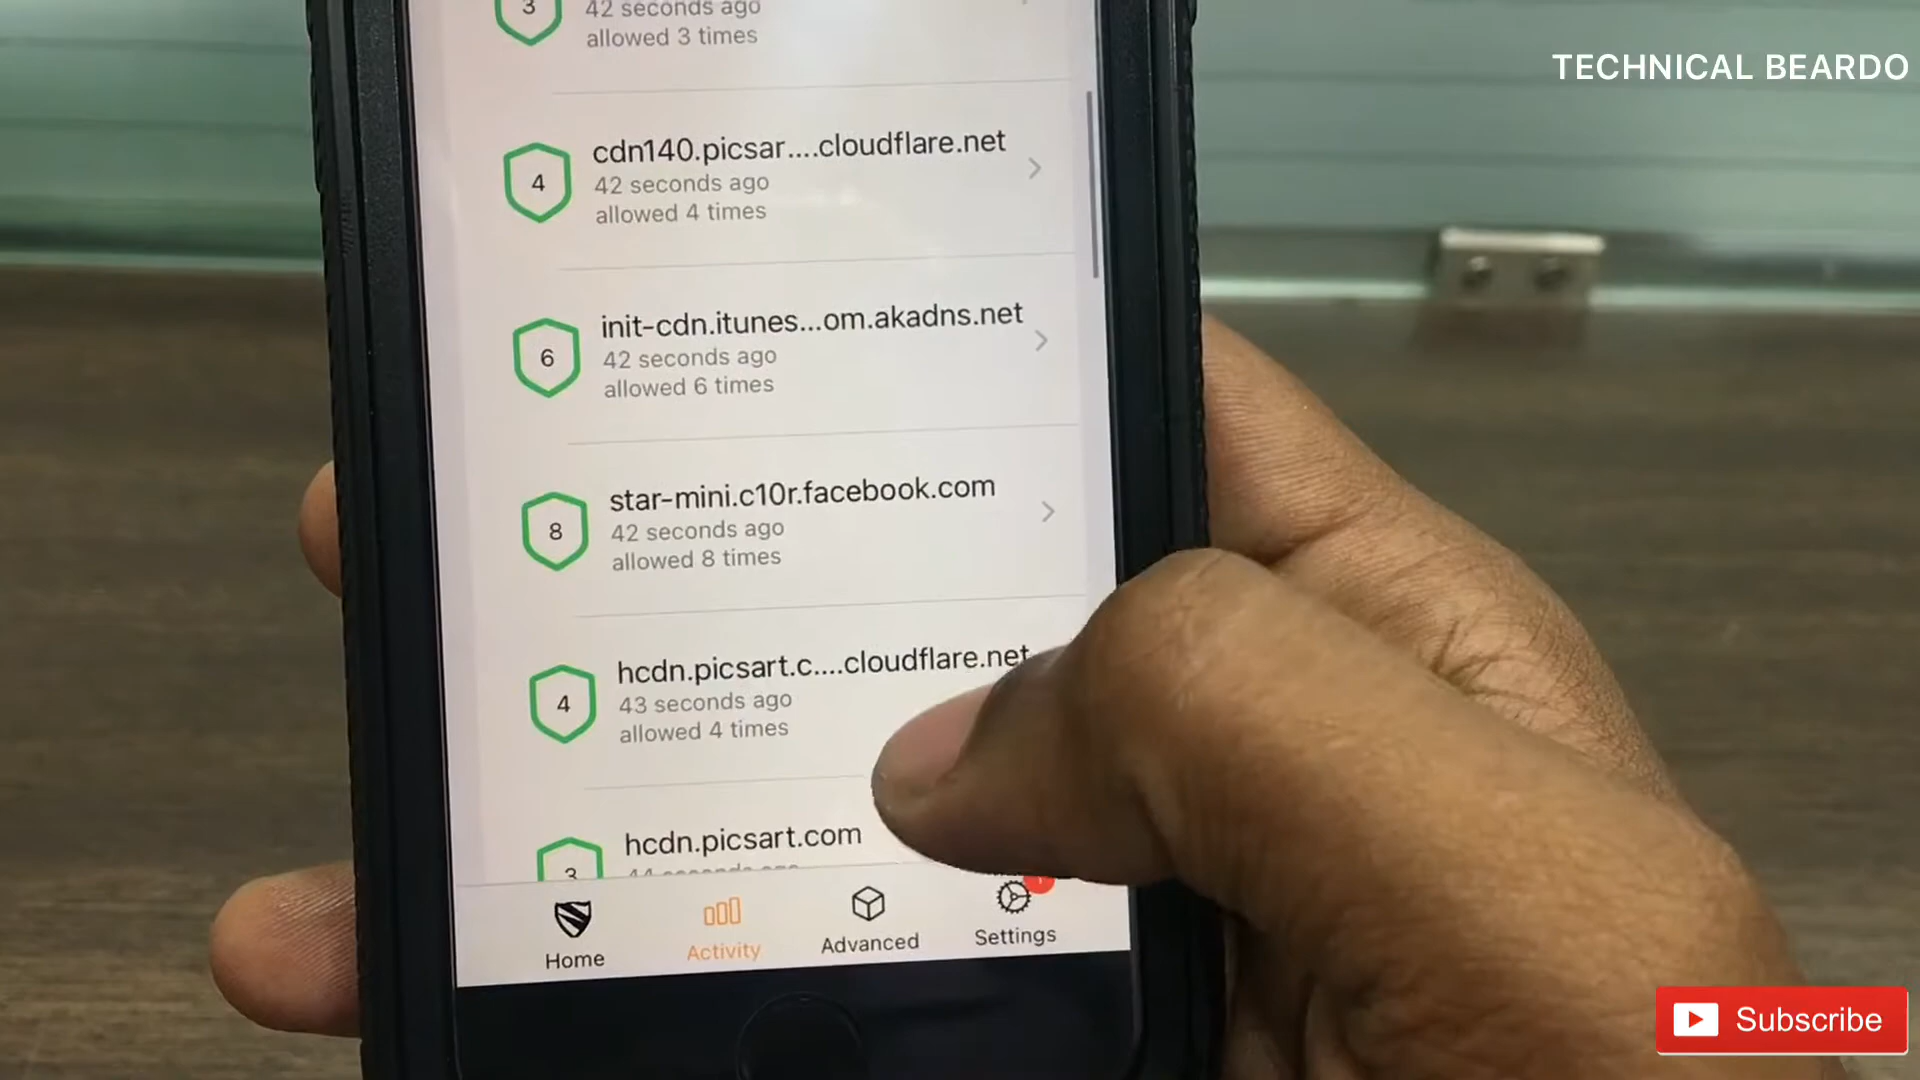 3
42 seconds ago
allowed 3 times
TECHNICAL BEARDO
4
cdn140.picsar....cloudflare.net
42 seconds ago
allowed 4 times
6
init-cdn.itunes...om.akadns.net
42 seconds ago
allowed 6 times
8
star-mini.c10r.facebook.com
42 seconds ago
allowed 8 times
4
hcdn.picsart.c....cloudflare.net
43 seconds ago
allowed 4 times
hcdn.picsart.com
Home
Activity
Advanced
Settings
Subscribe